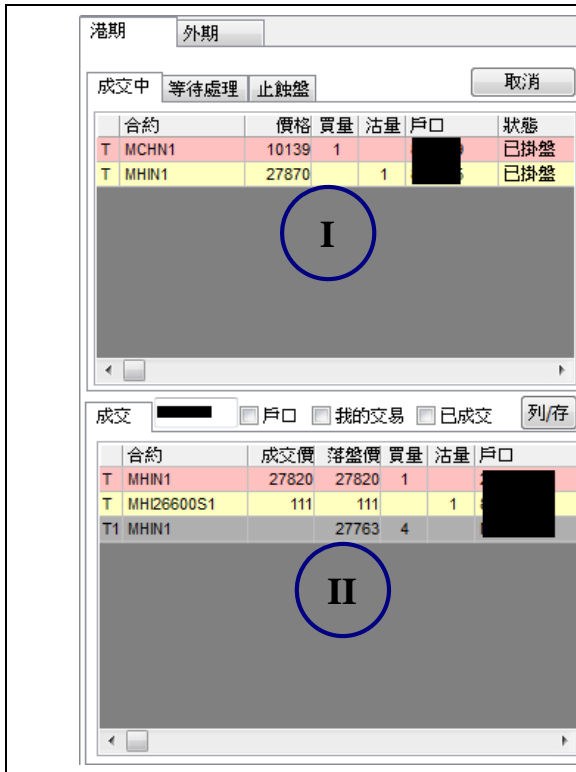 港期 外期
成交中 等待處理 止蝕盤 取消
合約 價格 買量 沽量 戶口 狀態
T MCHN1 10139 1 已掛盤
T MHIN1 27870 1 已掛盤
I
成交 戶口 我的交易 已成交 列/存
合約 成交價 落盤價 買量 沽量 戶口
T MHIN1 27820 27820 1
T MHI26600S1 111 111 1
T1 MHIN1 27763 4
II